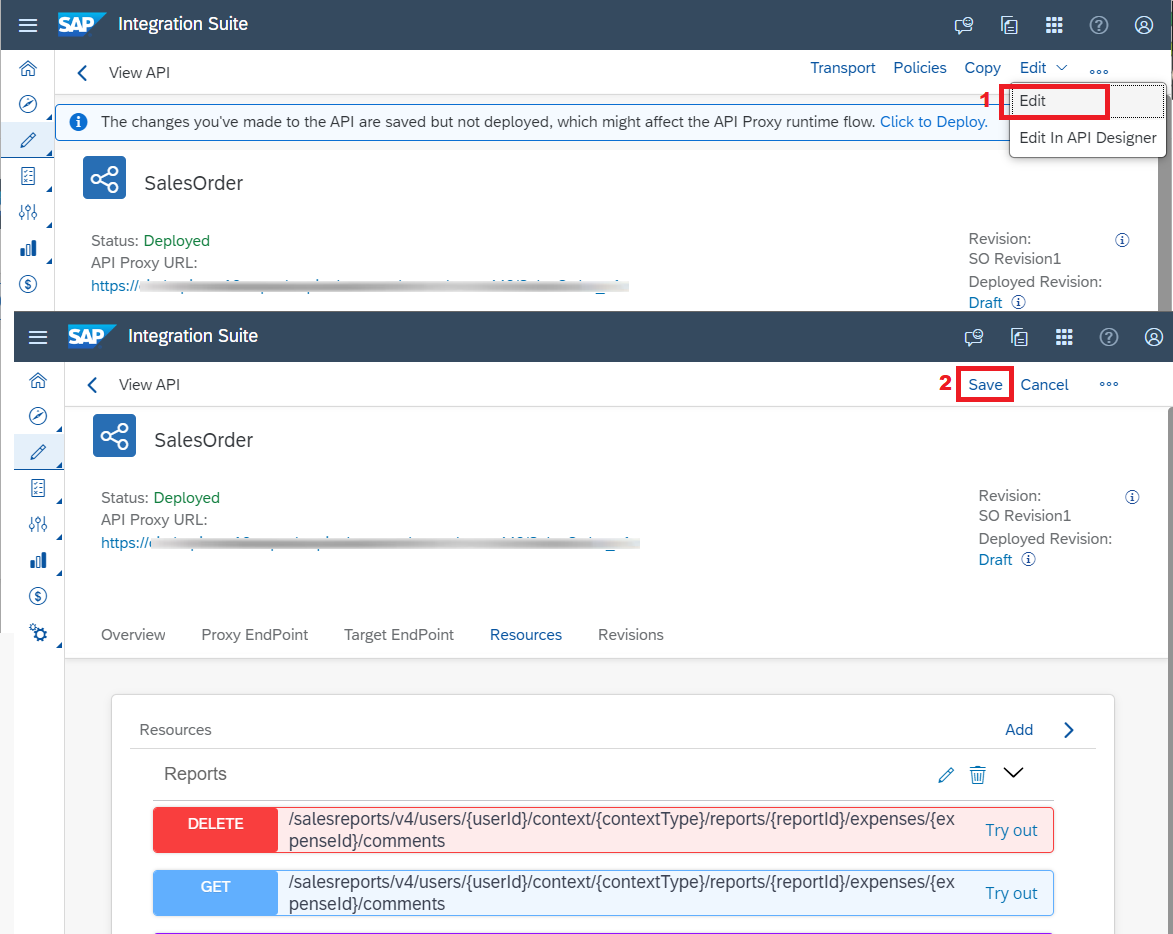 SAP Integration Suite
View API
Transport Policies Copy Edit
1 Edit
The changes you've made to the API are saved but not deployed, which might affect the API Proxy runtime flow. Click to Deploy.
Edit In API Designer
SalesOrder
Status: Deployed
API Proxy URL:
https://
Revision:
SO Revision1
Deployed Revision:
Draft
SAP Integration Suite
View API
2 Save Cancel
SalesOrder
Status: Deployed
API Proxy URL:
https://
Revision:
SO Revision1
Deployed Revision:
Draft
Overview Proxy EndPoint Target EndPoint Resources Revisions
Resources Add
Reports
DELETE /salesreports/v4/users/{userId}/context/{contextType}/reports/{reportId}/expenses/{ex
penseId}/comments Try out
GET /salesreports/v4/users/{userId}/context/{contextType}/reports/{reportId}/expenses/{ex
penseId}/comments Try out